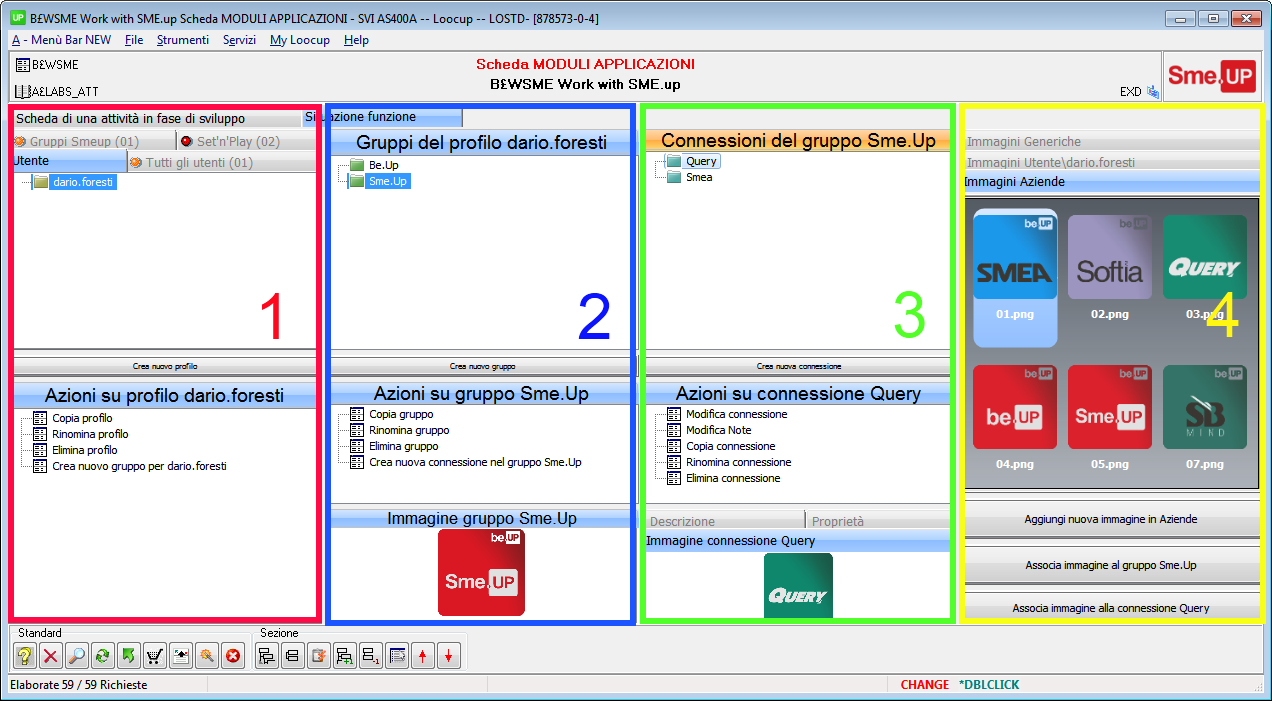 UP B£WSME Work with SME.up Scheda MODULI APPLICAZIONI - SVI AS400A -- Loocup -- LOSTD- [878573-0-4]
A - Menù Bar NEW File Strumenti Servizi My Loocup Help
B£WSME
A£LABS_ATT
Scheda MODULI APPLICAZIONI
B£WSME Work with SME.up
EXD
Sme.UP
Scheda di una attività in fase di sviluppo
Situazione funzione
Gruppi Smeup (01)
Set'n'Play (02)
Utente
Tutti gli utenti (01)
dario.foresti
1
Crea nuovo profilo
Azioni su profilo dario.foresti
Copia profilo
Rinomina profilo
Elimina profilo
Crea nuovo gruppo per dario.foresti
Gruppi del profilo dario.foresti
Be.Up
Sme.Up
2
Crea nuovo gruppo
Azioni su gruppo Sme.Up
Copia gruppo
Rinomina gruppo
Elimina gruppo
Crea nuova connessione nel gruppo Sme.Up
Immagine gruppo Sme.Up
be.UP
Sme.UP
Connessioni del gruppo Sme.Up
Query
Smea
3
Crea nuova connessione
Azioni su connessione Query
Modifica connessione
Modifica Note
Copia connessione
Rinomina connessione
Elimina connessione
Descrizione
Proprietà
Immagine connessione Query
QUERY
Immagini Generiche
Immagini Utente\dario.foresti
Immagini Aziende
be.UP
SMEA
be.UP
Softia
QUERY
01.png
02.png
03.png
4
be.UP
be.UP
be.UP
be.UP
Sme.UP
SB
MIND
04.png
05.png
07.png
Aggiungi nuova immagine in Aziende
Associa immagine al gruppo Sme.Up
Associa immagine alla connessione Query
Standard
Sezione
Elaborate 59 / 59 Richieste
CHANGE *DBLCLICK